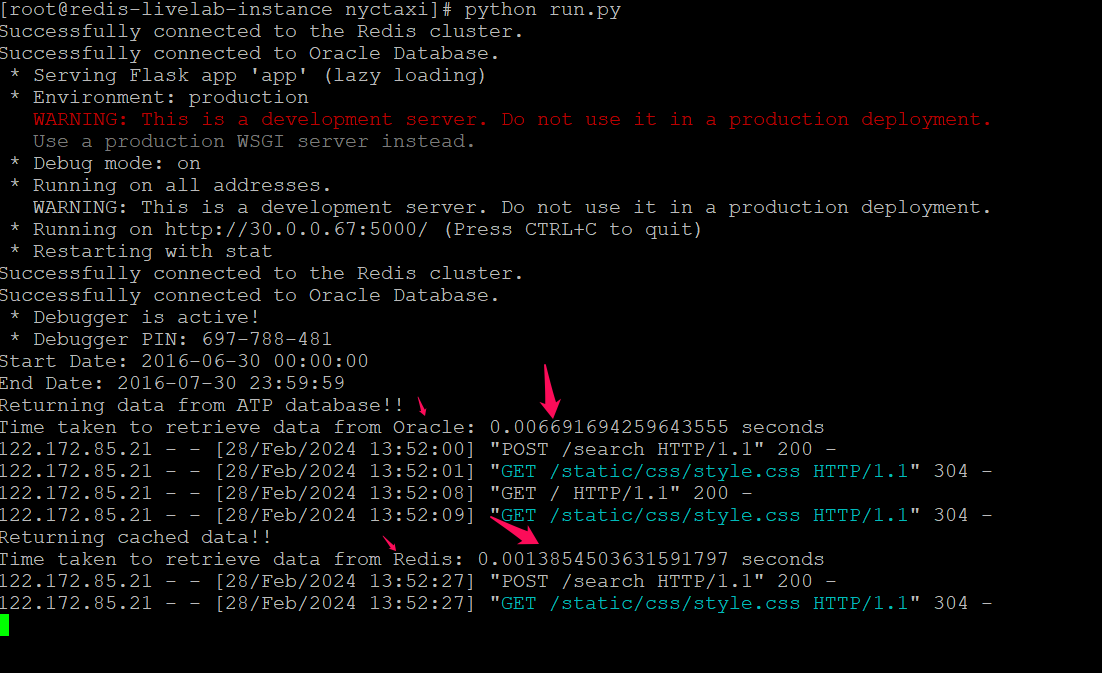 [root@redis-livelab-instance nyctaxi]# python run.py
Successfully connected to the Redis cluster.
Successfully connected to Oracle Database.
 * Serving Flask app 'app' (lazy loading)
 * Environment: production
   WARNING: This is a development server. Do not use it in a production deployment.
   Use a production WSGI server instead.
 * Debug mode: on
 * Running on all addresses.
   WARNING: This is a development server. Do not use it in a production deployment.
 * Running on http://30.0.0.67:5000/ (Press CTRL+C to quit)
 * Restarting with stat
Successfully connected to the Redis cluster.
Successfully connected to Oracle Database.
 * Debugger is active!
 * Debugger PIN: 697-788-481
Start Date: 2016-06-30 00:00:00
End Date: 2016-07-30 23:59:59
Returning data from ATP database!!
Time taken to retrieve data from Oracle: 0.006691694259643555 seconds
122.172.85.21 - - [28/Feb/2024 13:52:00] "POST /search HTTP/1.1" 200 -
122.172.85.21 - - [28/Feb/2024 13:52:01] "GET /static/css/style.css HTTP/1.1" 304 -
122.172.85.21 - - [28/Feb/2024 13:52:08] "GET / HTTP/1.1" 200 -
122.172.85.21 - - [28/Feb/2024 13:52:09] "GET /static/css/style.css HTTP/1.1" 304 -
Returning cached data!!
Time taken to retrieve data from Redis: 0.0013854503631591797 seconds
122.172.85.21 - - [28/Feb/2024 13:52:27] "POST /search HTTP/1.1" 200 -
122.172.85.21 - - [28/Feb/2024 13:52:27] "GET /static/css/style.css HTTP/1.1" 304 -